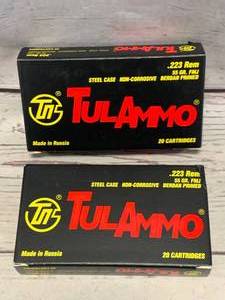 .223 Rem
55 GR. FMJ
STEEL CASE NON-CORROSIVE BERDAN PRIMED
TulAmmo
Made in Russia
20 CARTRIDGES
.223 Rem
55 GR. FMJ
STEEL CASE NON-CORROSIVE BERDAN PRIMED
TulAmmo
Made in Russia
20 CARTRIDGES